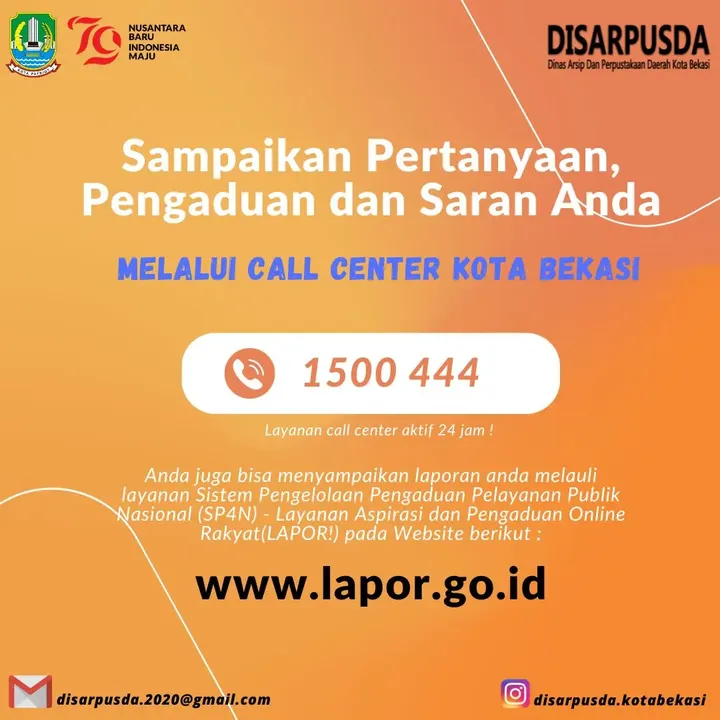 NUSANTARA
BARU
INDONESIA
MAJU
79
DISARPUSDA
Dinas Arsip Dan Perpustakaan Daerah Kota Bekasi
Sampaikan Pertanyaan,
Pengaduan dan Saran Anda
MELALUI CALL CENTER KOTA BEKASI
1500 444
Layanan call center aktif 24 jam !
Anda juga bisa menyampaikan laporan anda melauli
layanan Sistem Pengelolaan Pengaduan Pelayanan Publik
Nasional (SP4N) - Layanan Aspirasi dan Pengaduan Online
Rakyat(LAPOR!) pada Website berikut :
www.lapor.go.id
disarpusda.2020@gmail.com
disarpusda.kotabekasi